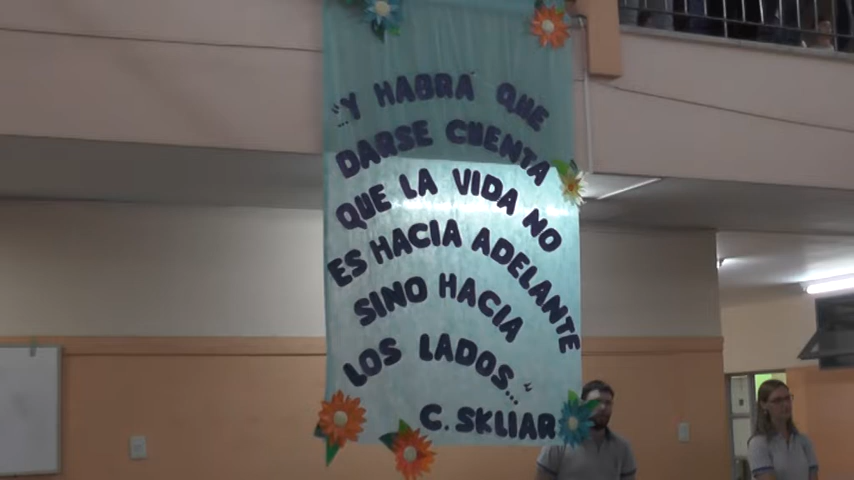 "...Y HABRÁ QUE
DARSE CUENTA
QUE LA VIDA NO
ES HACIA ADELANTE
SINO HACIA
LOS LADOS..."
C. SKLIAR